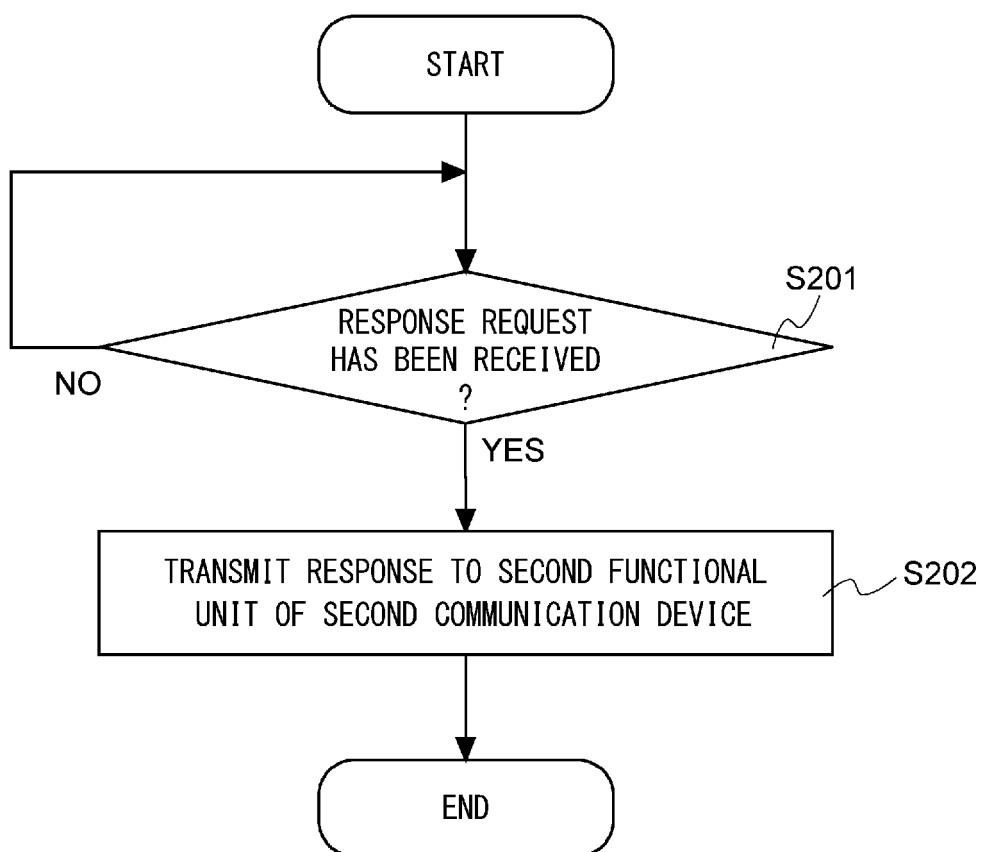 START
S201
RESPONSE REQUEST
HAS BEEN RECEIVED
?
NO
YES
TRANSMIT RESPONSE TO SECOND FUNCTIONAL
UNIT OF SECOND COMMUNICATION DEVICE
S202
END